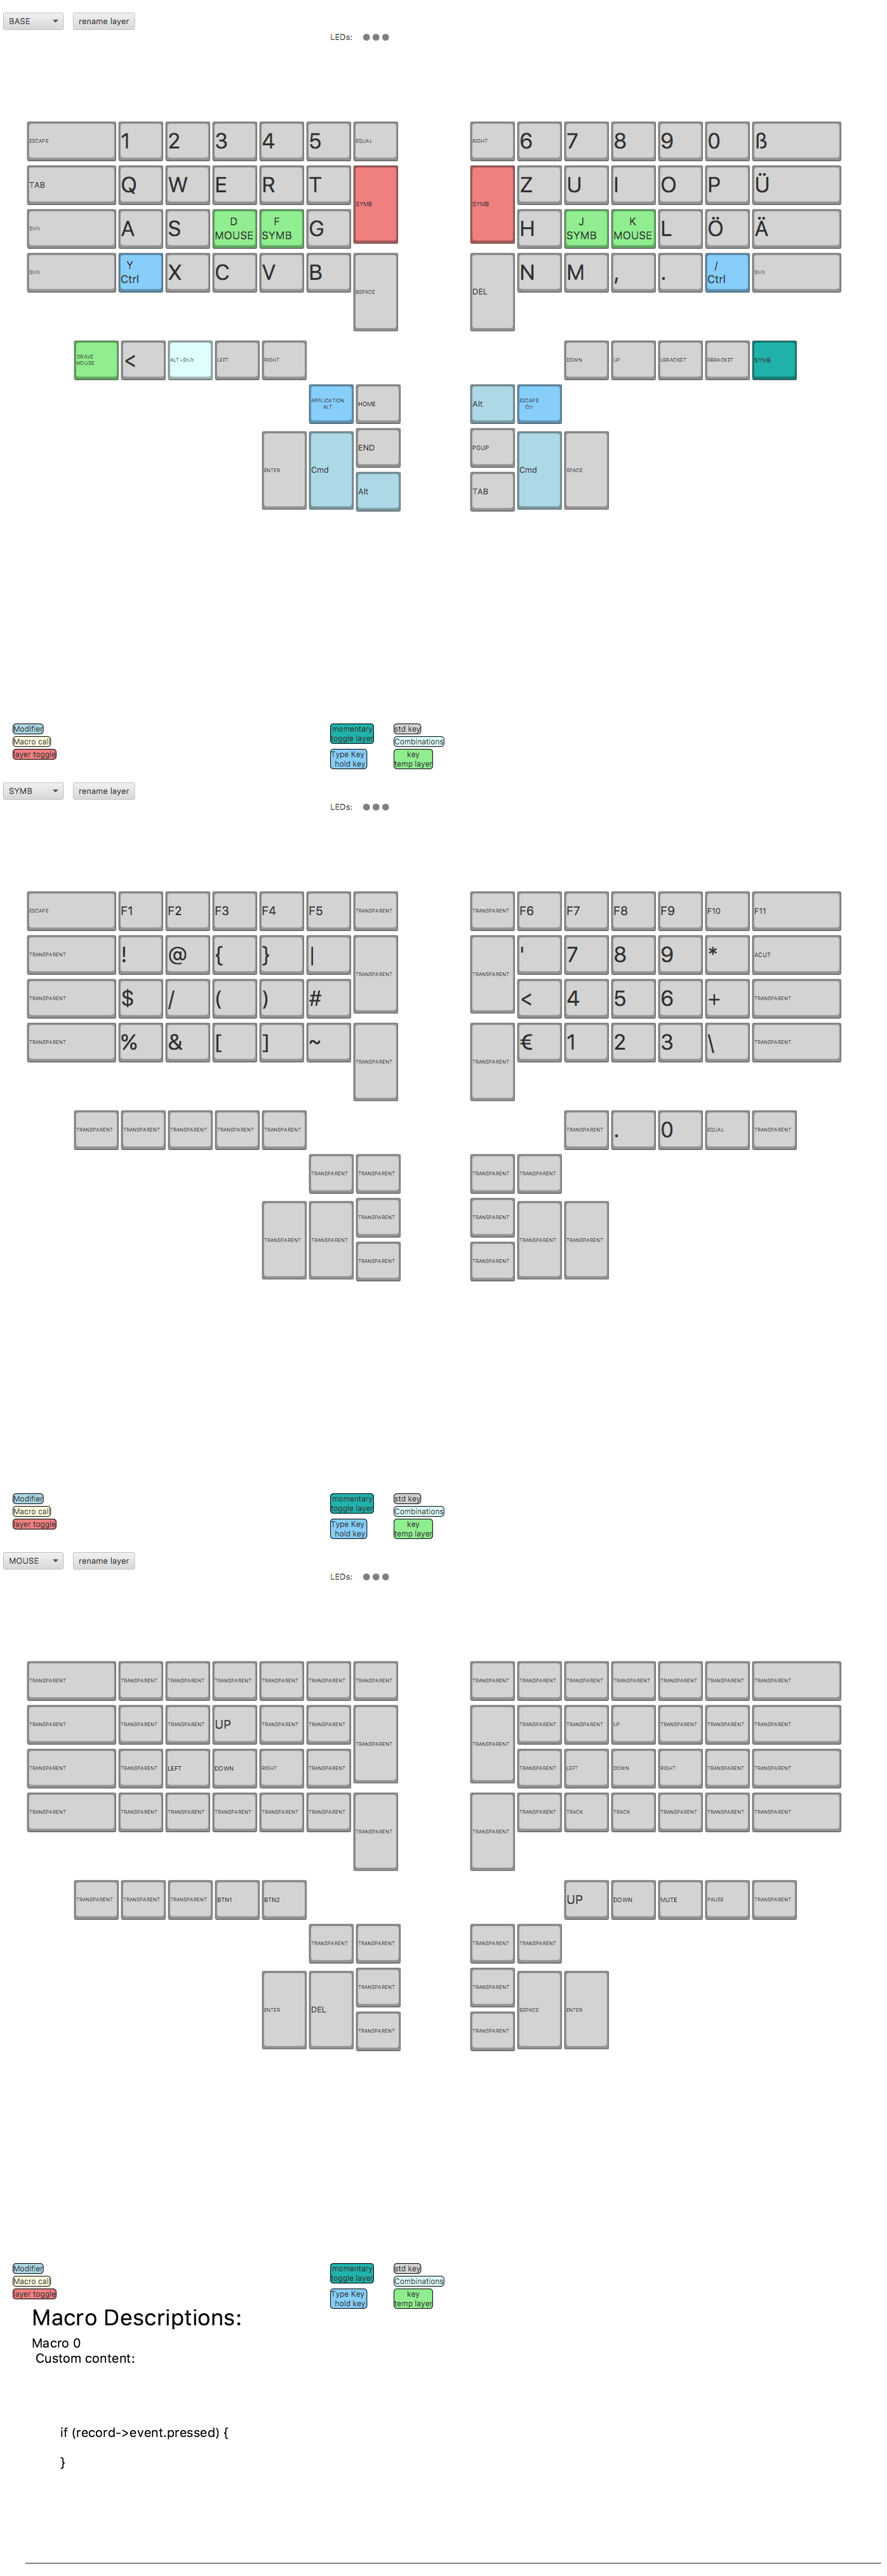 BASE rename layer
LEDs:
ESCAPE 1 2 3 4 5 EQUAL RIGHT 6 7 8 9 0 ß
TAB Q W E R T SYMB SYMB Z U I O P Ü
Shift A S D MOUSE F SYMB G H J SYMB K MOUSE L Ö Ä
Shift Y Ctrl X C V B BSPACE DEL N M , . / Ctrl Shift
GRAVE MOUSE < ALT+Shift LEFT RIGHT DOWN UP LBRACKET RBRACKET SYMB
APPLICATION ALT HOME Alt ESCAPE Ctrl
END PGUP
ENTER Cmd Cmd SPACE
Alt TAB
Modifier momentary toggle layer std key
Macro call Combinations
layer toggle Type Key hold key key temp layer
SYMB rename layer
LEDs:
ESCAPE F1 F2 F3 F4 F5 TRANSPARENT TRANSPARENT F6 F7 F8 F9 F10 F11
TRANSPARENT ! @ { } | TRANSPARENT TRANSPARENT ' 7 8 9 * ACUT
TRANSPARENT $ / ( ) # < 4 5 6 + TRANSPARENT
TRANSPARENT % & [ ] ~ TRANSPARENT TRANSPARENT € 1 2 3 \ TRANSPARENT
TRANSPARENT TRANSPARENT TRANSPARENT TRANSPARENT TRANSPARENT TRANSPARENT . 0 EQUAL TRANSPARENT
TRANSPARENT TRANSPARENT TRANSPARENT TRANSPARENT
TRANSPARENT TRANSPARENT
TRANSPARENT TRANSPARENT TRANSPARENT TRANSPARENT
TRANSPARENT TRANSPARENT
Modifier momentary toggle layer std key
Macro call Combinations
layer toggle Type Key hold key key temp layer
MOUSE rename layer
LEDs:
TRANSPARENT TRANSPARENT TRANSPARENT TRANSPARENT TRANSPARENT TRANSPARENT TRANSPARENT TRANSPARENT TRANSPARENT TRANSPARENT TRANSPARENT TRANSPARENT TRANSPARENT TRANSPARENT
TRANSPARENT TRANSPARENT TRANSPARENT UP TRANSPARENT TRANSPARENT TRANSPARENT TRANSPARENT TRANSPARENT TRANSPARENT UP TRANSPARENT TRANSPARENT TRANSPARENT
TRANSPARENT TRANSPARENT LEFT DOWN RIGHT TRANSPARENT TRANSPARENT LEFT DOWN RIGHT TRANSPARENT TRANSPARENT
TRANSPARENT TRANSPARENT TRANSPARENT TRANSPARENT TRANSPARENT TRANSPARENT TRANSPARENT TRANSPARENT TRANSPARENT TRACK TRACK TRANSPARENT TRANSPARENT TRANSPARENT
TRANSPARENT TRANSPARENT TRANSPARENT BTN1 BTN2 UP DOWN MUTE PAUSE TRANSPARENT
TRANSPARENT TRANSPARENT TRANSPARENT TRANSPARENT
TRANSPARENT TRANSPARENT
ENTER DEL BSPACE ENTER
TRANSPARENT TRANSPARENT
Modifier momentary toggle layer std key
Macro call Combinations
layer toggle Type Key hold key key temp layer
Macro Descriptions:
Macro 0
Custom content:
if (record->event.pressed) {
}